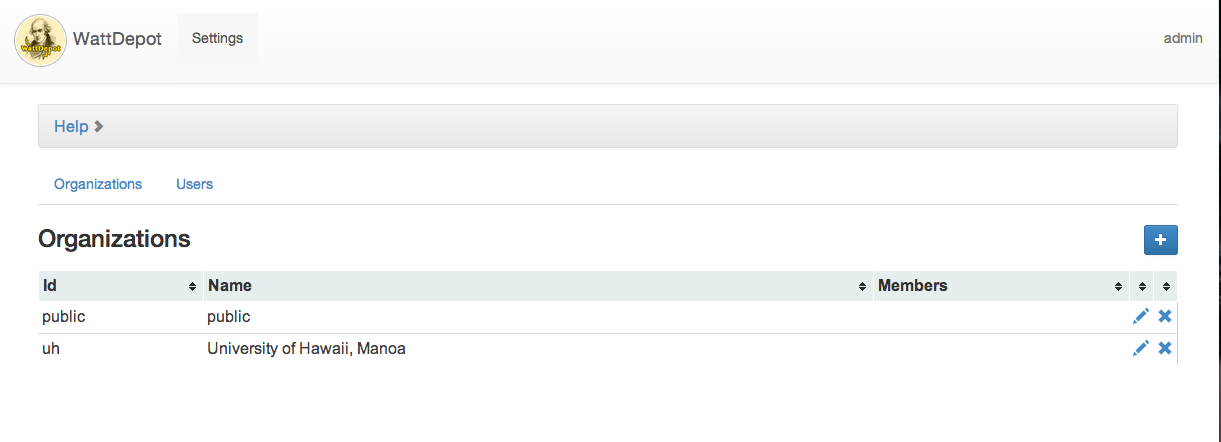 WattDepot WattDepot Settings admin
Help
Organizations Users
Organizations
+
Id Name Members
public public
uh University of Hawaii, Manoa